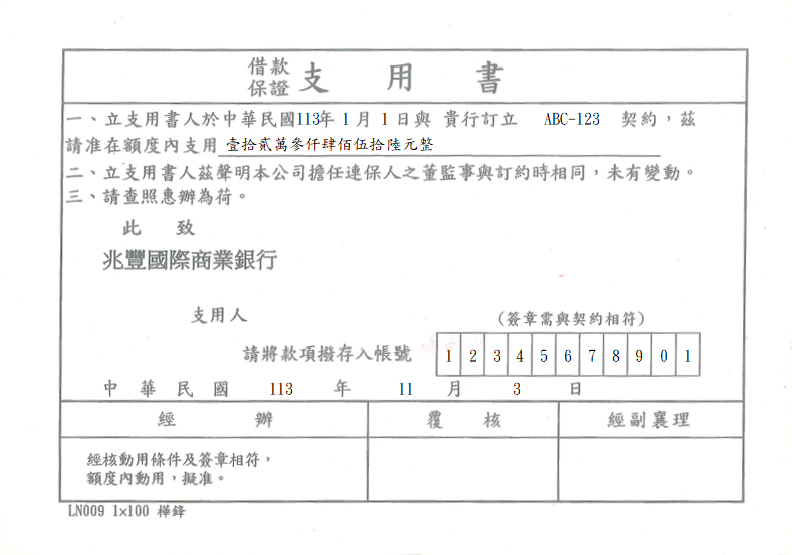 借款
保證 支用書
一、立支用書人於中華民國113年 1 月 1 日與 貴行訂立 ABC-123 契約，茲
請准在額度內支用 壹拾貳萬參仟肆佰伍拾陸元整
二、立支用書人茲聲明本公司擔任連保人之董監事與訂約時相同，未有變動。
三、請查照惠辦為荷。
此 致
兆豐國際商業銀行
支用人 (簽章需與契約相符)
請將款項撥存入帳號 1 2 3 4 5 6 7 8 9 0 1
中華民國 113 年 11 月 3 日
經 辦 覆 核 經副襄理
經核動用條件及簽章相符，
額度內動用，擬准。
LN009 1×100 樺鋒